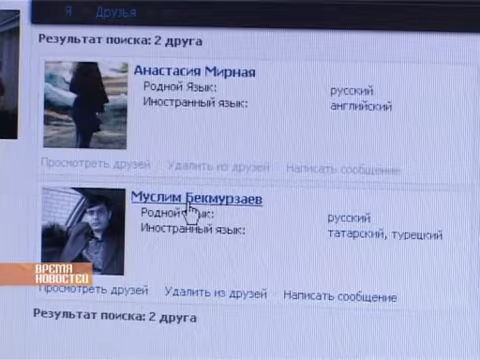 Я Друзья
Результат поиска: 2 друга
Анастасия Мирная
Родной Язык: русский
Иностранный язык: английский
Просмотреть друзей Удалить из друзей Написать сообщение
Муслим Бекмурзаев
Родной язык: русский
Иностранный язык: татарский, турецкий
Просмотреть друзей Удалить из друзей Написать сообщение
ВРЕМЯ
НОВОСТЕЙ
Результат поиска: 2 друга